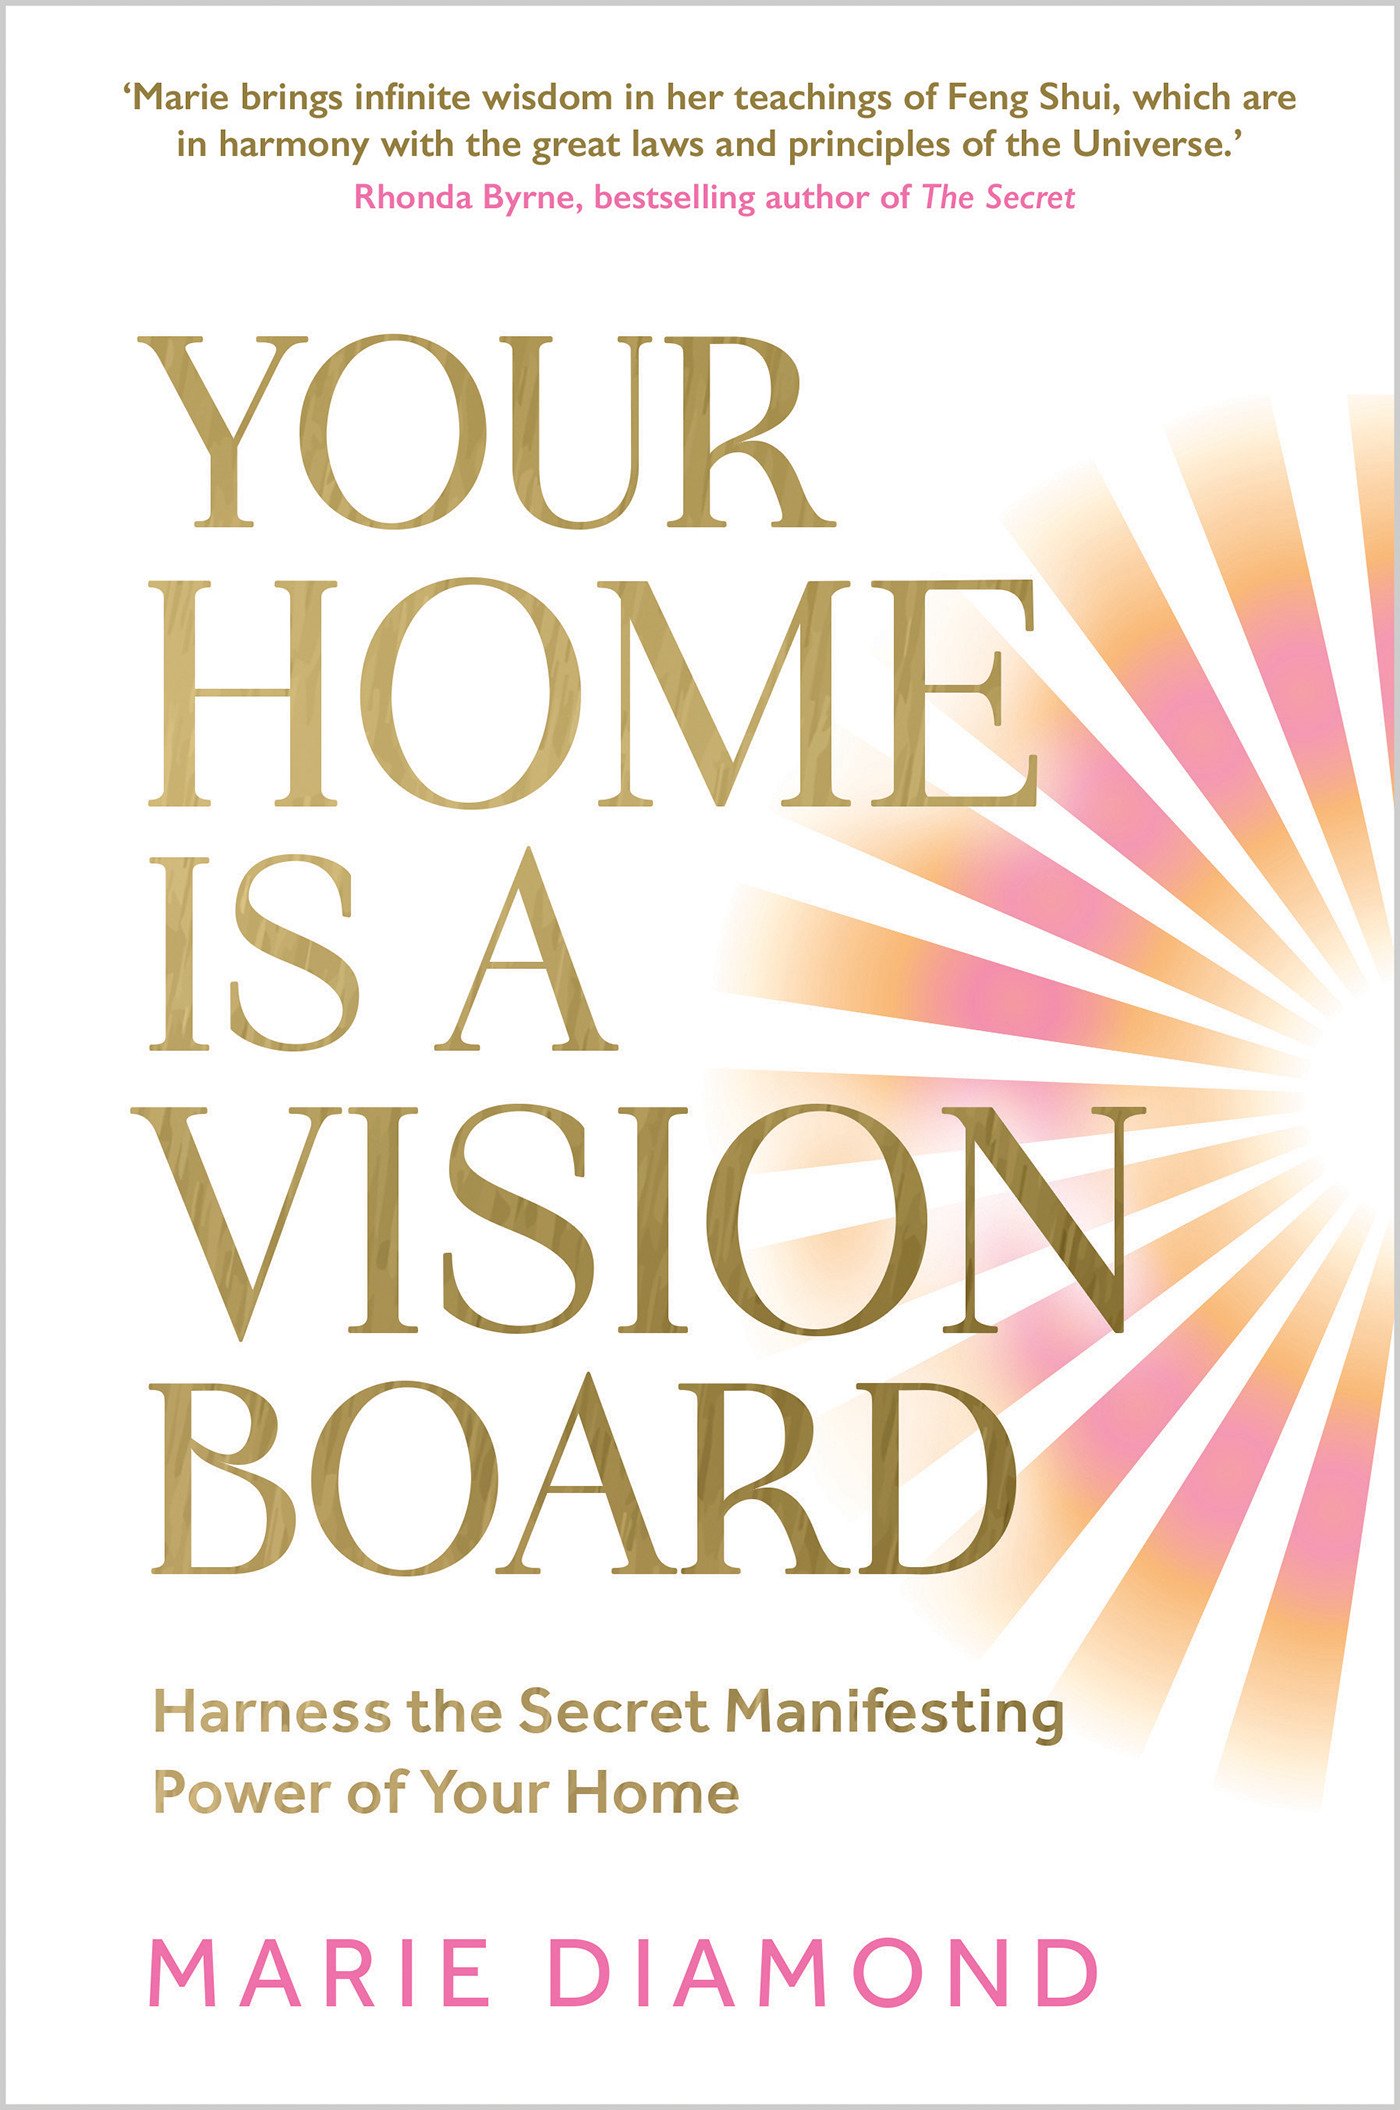 ‘Marie brings infinite wisdom in her teachings of Feng Shui, which are
in harmony with the great laws and principles of the Universe.’
Rhonda Byrne, bestselling author of The Secret
YOUR
HOME
IS A
VISION
BOARD
Harness the Secret Manifesting
Power of Your Home
MARIE DIAMOND